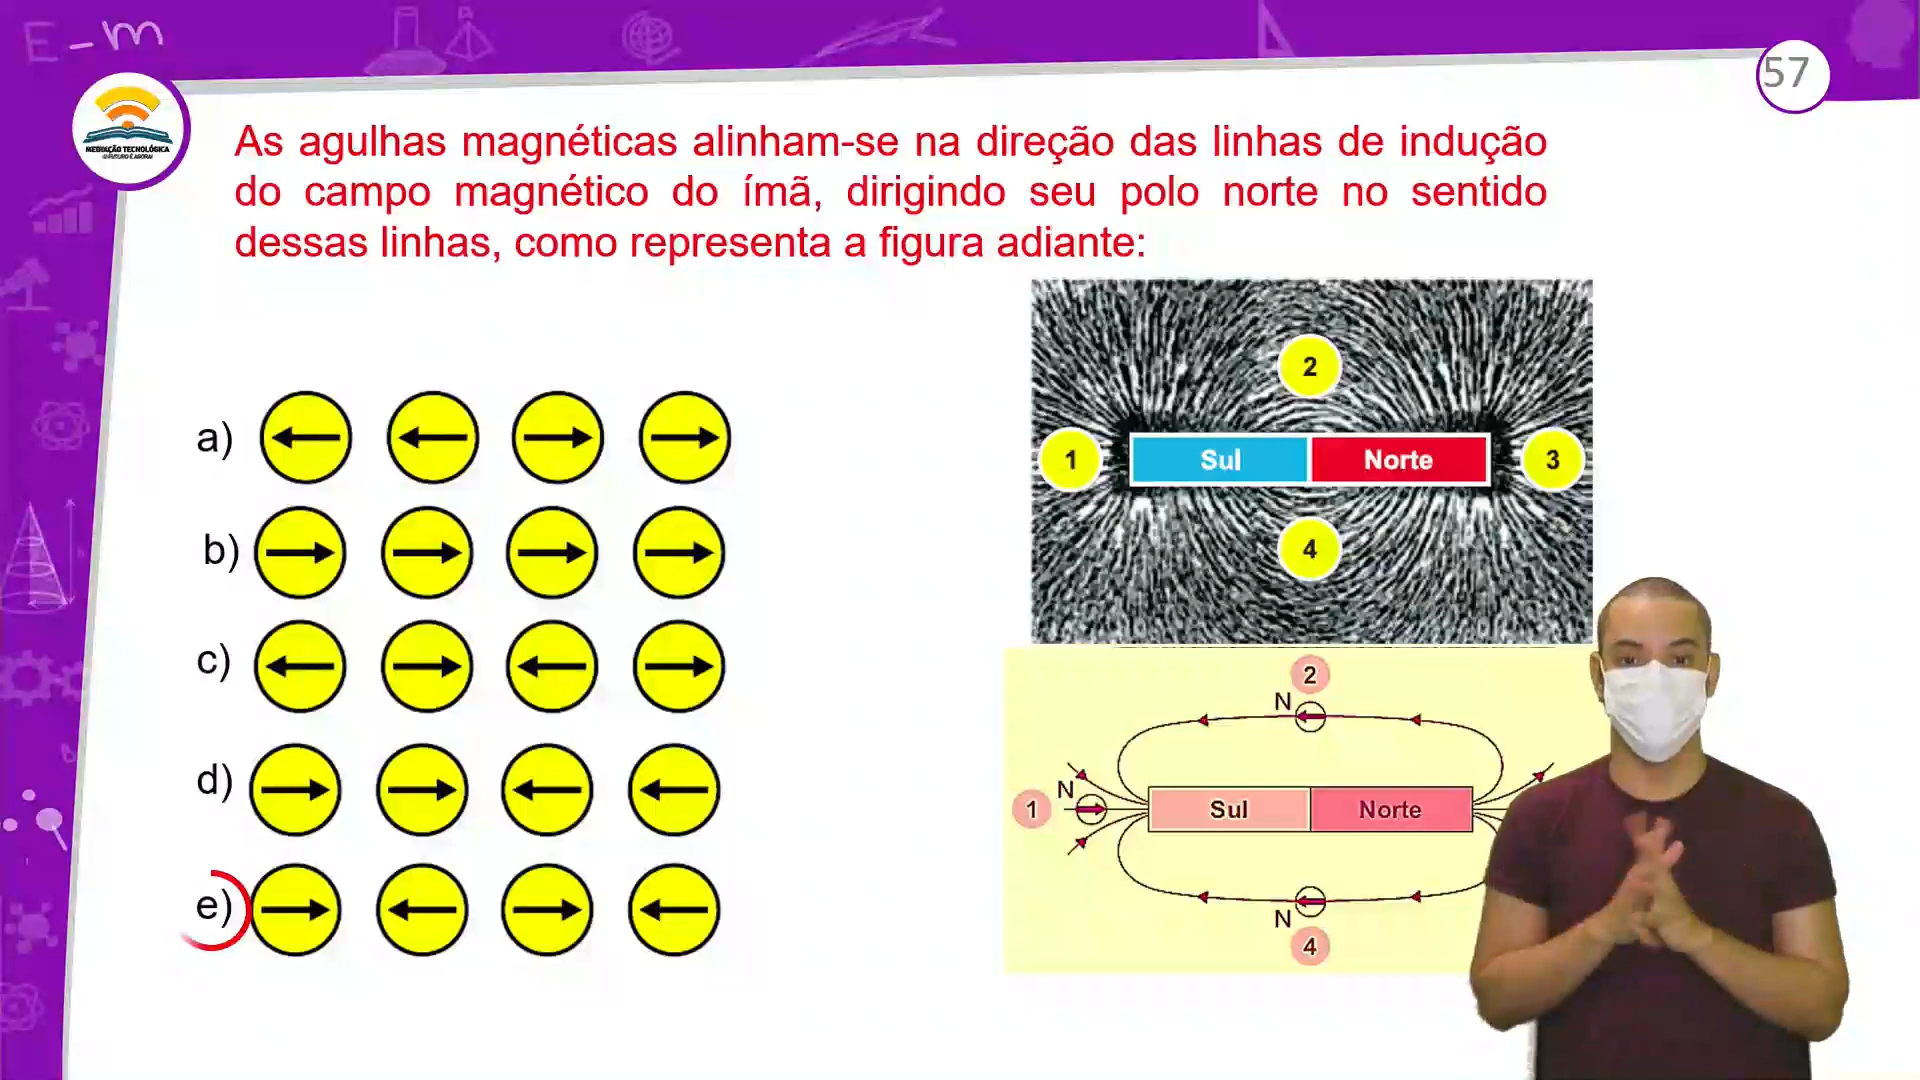 E-m
57
MEDIAÇÃO TECNOLÓGICA
As agulhas magnéticas alinham-se na direção das linhas de indução
do campo magnético do ímã, dirigindo seu polo norte no sentido
dessas linhas, como representa a figura adiante:
a)
b)
c)
d)
e)
2
1
Sul
Norte
3
4
2
N
N
1
Sul
Norte
N
4